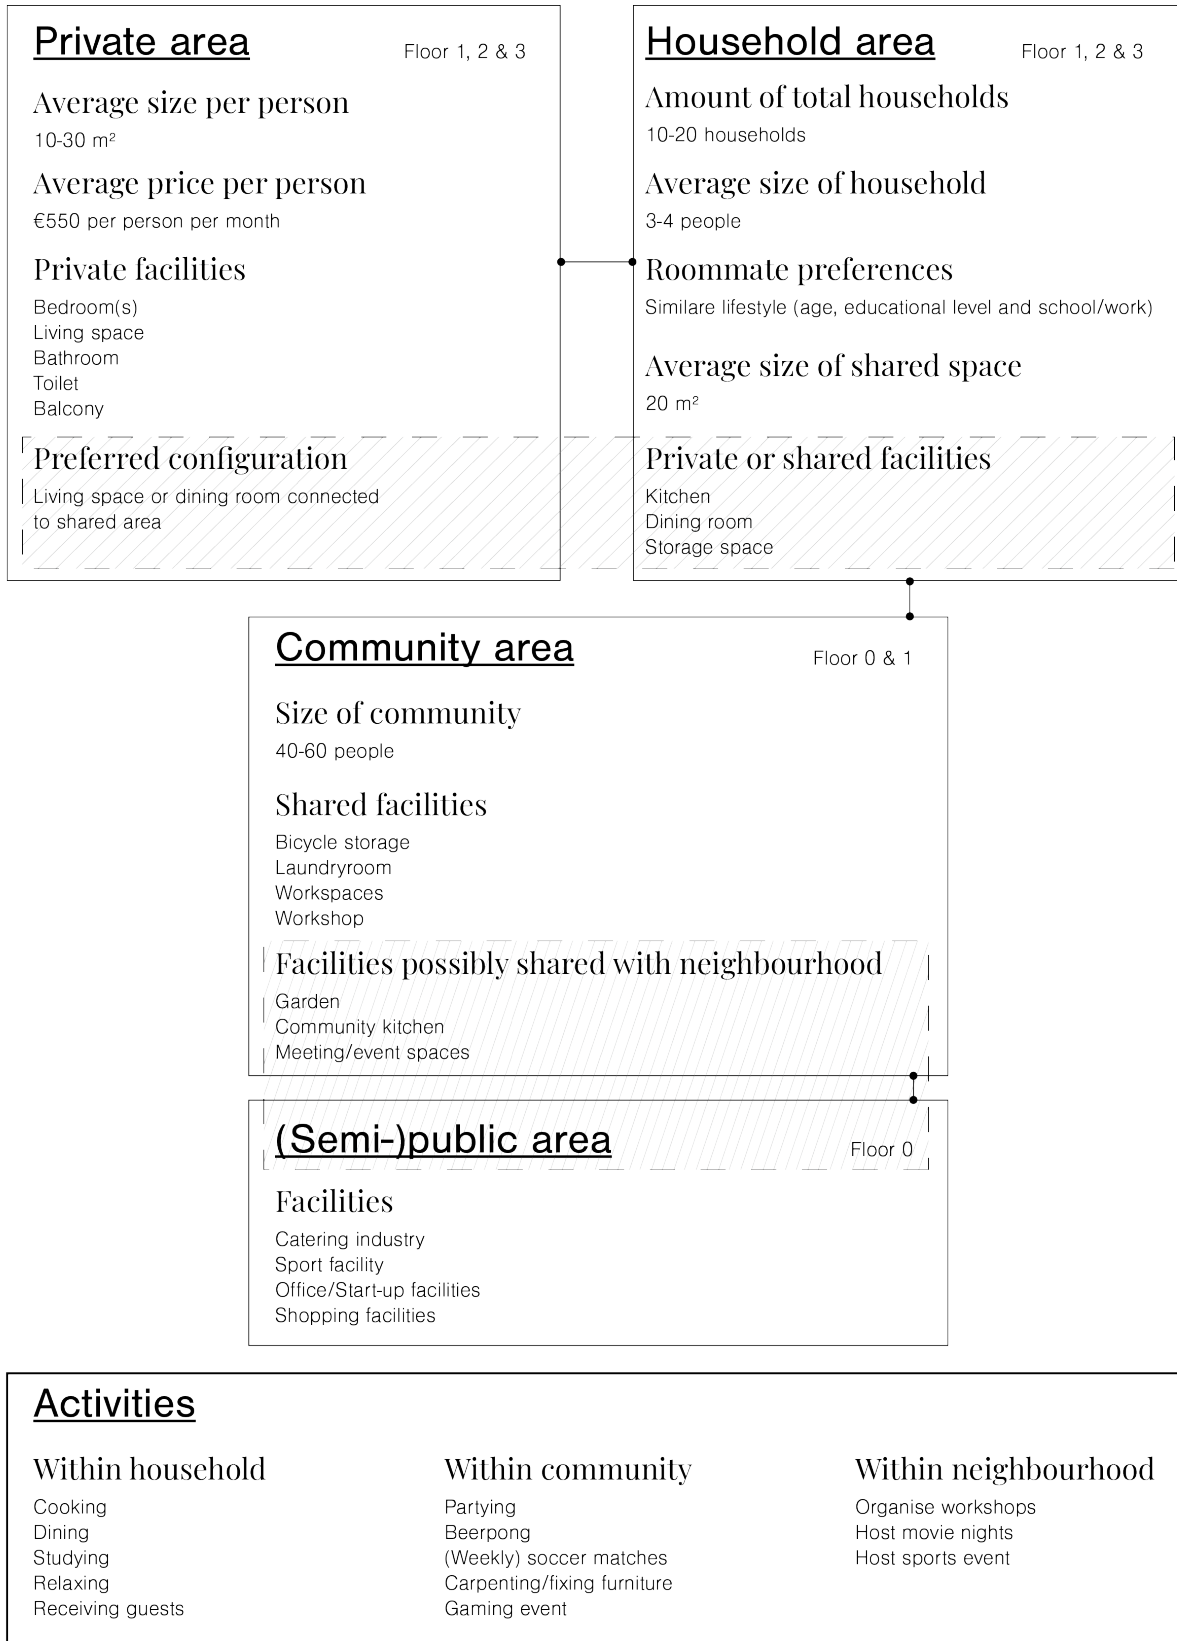 Private area
Floor 1, 2 & 3
Average size per person
10-30 m²
Average price per person
€550 per person per month
Private facilities
Bedroom(s)
Living space
Bathroom
Toilet
Balcony
Preferred configuration
Living space or dining room connected
to shared area
Household area
Floor 1, 2 & 3
Amount of total households
10-20 households
Average size of household
3-4 people
Roommate preferences
Similare lifestyle (age, educational level and school/work)
Average size of shared space
20 m²
Private or shared facilities
Kitchen
Dining room
Storage space
Community area
Floor 0 & 1
Size of community
40-60 people
Shared facilities
Bicycle storage
Laundryroom
Workspaces
Workshop
Facilities possibly shared with neighbourhood
Garden
Community kitchen
Meeting/event spaces
(Semi-)public area
Floor 0
Facilities
Catering industry
Sport facility
Office/Start-up facilities
Shopping facilities
Activities
Within household
Cooking
Dining
Studying
Relaxing
Receiving guests
Within community
Partying
Beerpong
(Weekly) soccer matches
Carpenting/fixing furniture
Gaming event
Within neighbourhood
Organise workshops
Host movie nights
Host sports event